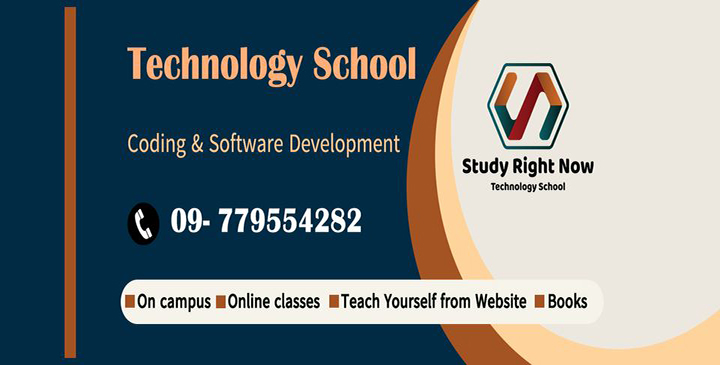 Technology School
Coding & Software Development
09- 779554282
On campus Online classes Teach Yourself from Website Books
Study Right Now
Technology School